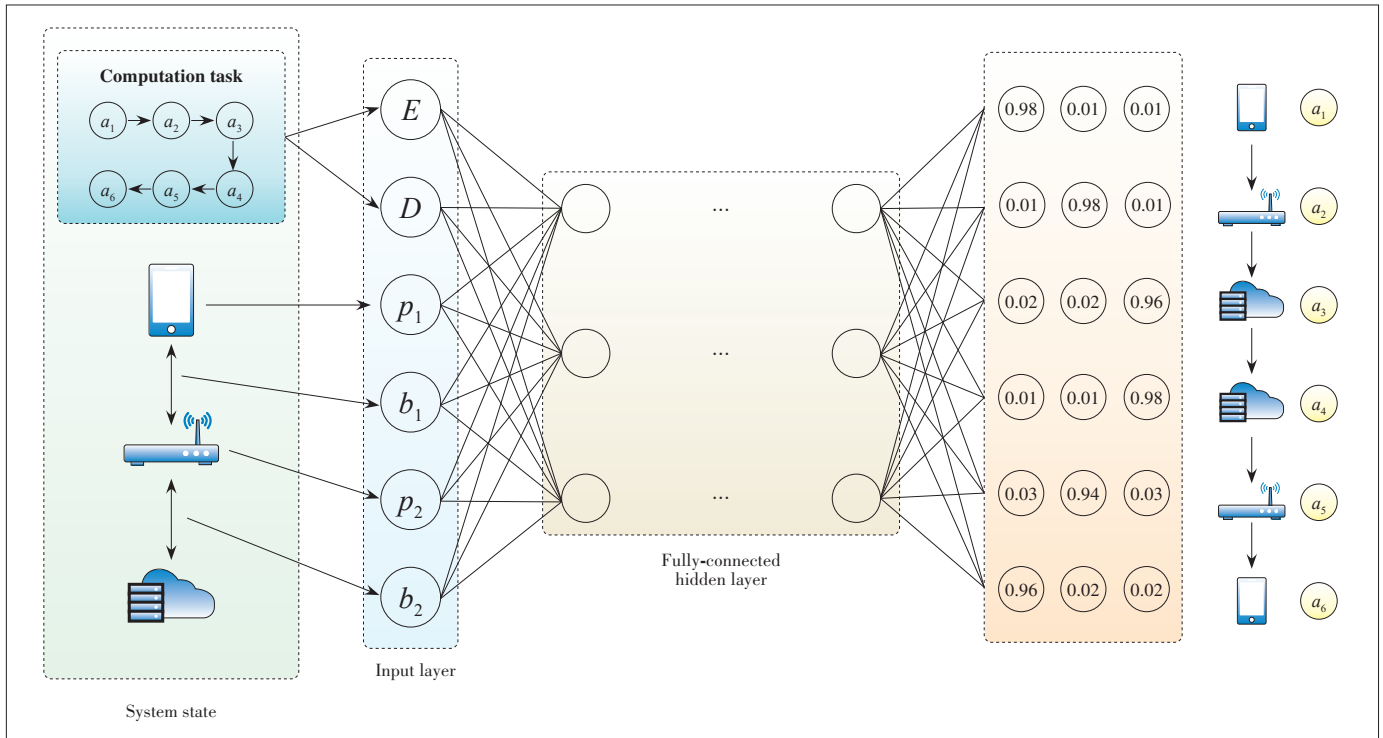 Computation task
a1 a2 a3
a6 a5 a4
System state
E
D
p1
b1
p2
b2
Input layer
... ...
... ...
... ...
Fully-connected
hidden layer
0.98 0.01 0.01
0.01 0.98 0.01
0.02 0.02 0.96
0.01 0.01 0.98
0.03 0.94 0.03
0.96 0.02 0.02
a1
a2
a3
a4
a5
a6